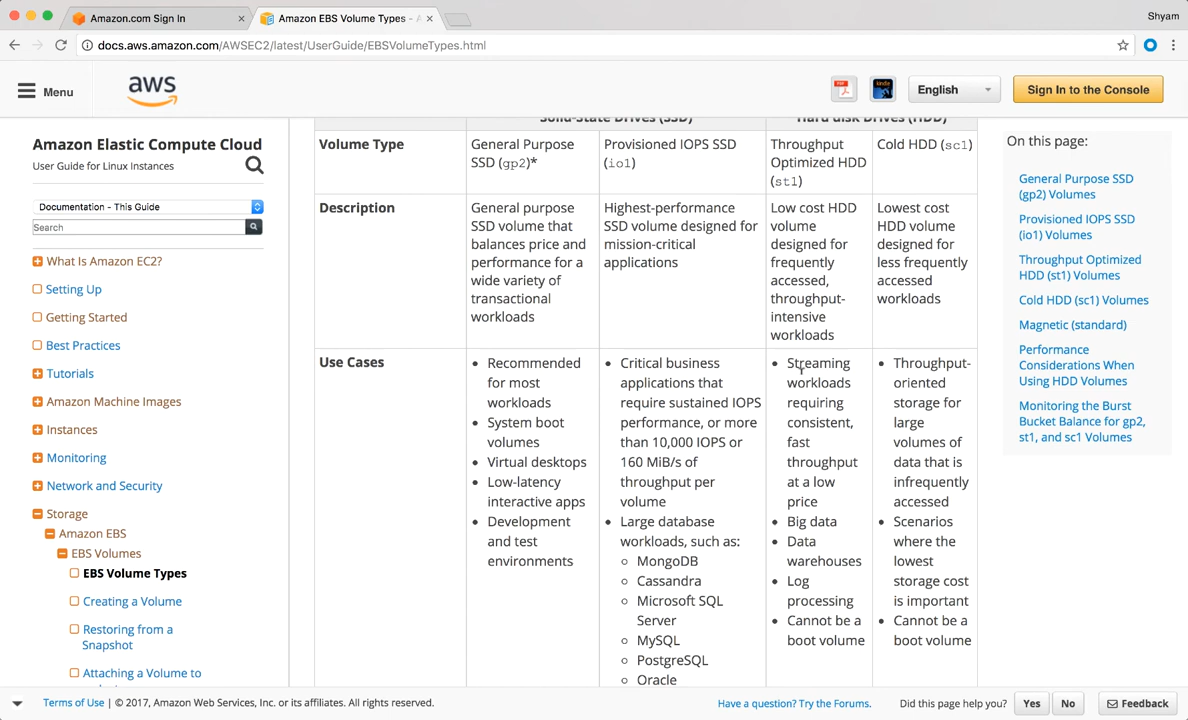 Amazon.com Sign In
Amazon EBS Volume Types -
Shyam
docs.aws.amazon.com/AWSEC2/latest/UserGuide/EBSVolumeTypes.html
Menu
aws
English
Sign In to the Console
Amazon Elastic Compute Cloud
User Guide for Linux Instances
Documentation - This Guide
Search
What Is Amazon EC2?
Setting Up
Getting Started
Best Practices
Tutorials
Amazon Machine Images
Instances
Monitoring
Network and Security
Storage
Amazon EBS
EBS Volumes
EBS Volume Types
Creating a Volume
Restoring from a
Snapshot
Attaching a Volume to
Solid-State Drives (SSD)
Hard disk Drives (HDD)
Volume Type
General Purpose
SSD (gp2)*
Provisioned IOPS SSD
(io1)
Throughput
Optimized HDD
(st1)
Cold HDD (sc1)
Description
General purpose
SSD volume that
balances price and
performance for a
wide variety of
transactional
workloads
Highest-performance
SSD volume designed for
mission-critical
applications
Low cost HDD
volume
designed for
frequently
accessed,
throughput-
intensive
workloads
Lowest cost
HDD volume
designed for
less frequently
accessed
workloads
Use Cases
• Recommended
for most
workloads
• System boot
volumes
• Virtual desktops
• Low-latency
interactive apps
• Development
and test
environments
• Critical business
applications that
require sustained IOPS
performance, or more
than 10,000 IOPS or
160 MiB/s of
throughput per
volume
• Large database
workloads, such as:
MongoDB
Cassandra
Microsoft SQL
Server
MySQL
PostgreSQL
Oracle
• Streaming
workloads
requiring
consistent,
fast
throughput
at a low
price
• Big data
• Data
warehouses
• Log
processing
• Cannot be a
boot volume
• Throughput-
oriented
storage for
large
volumes of
data that is
infrequently
accessed
• Scenarios
where the
lowest
storage cost
is important
• Cannot be a
boot volume
On this page:
General Purpose SSD
(gp2) Volumes
Provisioned IOPS SSD
(io1) Volumes
Throughput Optimized
HDD (st1) Volumes
Cold HDD (sc1) Volumes
Magnetic (standard)
Performance
Considerations When
Using HDD Volumes
Monitoring the Burst
Bucket Balance for gp2,
st1, and sc1 Volumes
Terms of Use | © 2017, Amazon Web Services, Inc. or its affiliates. All rights reserved.
Have a question? Try the Forums.
Did this page help you?
Yes
No
Feedback